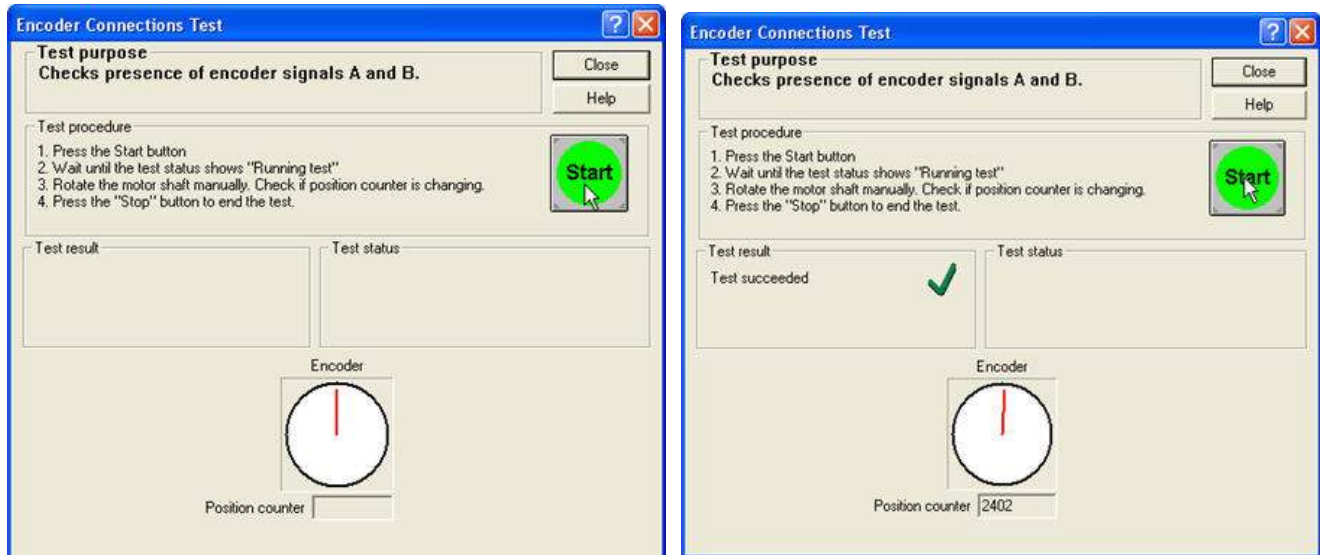 Encoder Connections Test
Test purpose
Checks presence of encoder signals A and B.
Close
Help
Test procedure
1. Press the Start button
2. Wait until the test status shows "Running test"
3. Rotate the motor shaft manually. Check if position counter is changing.
4. Press the "Stop" button to end the test.
Start
Test result
Test status
Encoder
Position counter
Encoder Connections Test
Test purpose
Checks presence of encoder signals A and B.
Close
Help
Test procedure
1. Press the Start button
2. Wait until the test status shows "Running test"
3. Rotate the motor shaft manually. Check if position counter is changing.
4. Press the "Stop" button to end the test.
Start
Test result
Test succeeded
Test status
Encoder
Position counter 2402